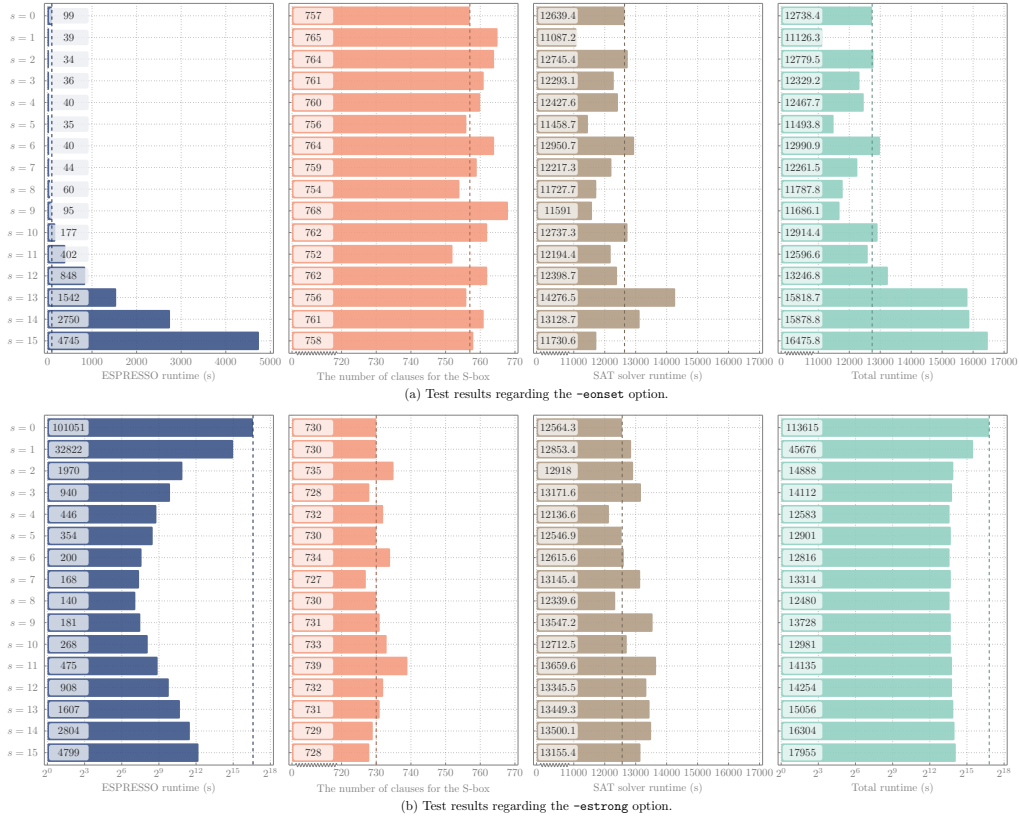 s = 0 99 757 12639.4 12738.4
s = 1 39 765 11087.2 11126.3
s = 2 34 764 12745.4 12779.5
s = 3 36 761 12293.1 12329.2
s = 4 40 760 12427.6 12467.7
s = 5 35 756 11458.7 11493.8
s = 6 40 764 12950.7 12990.9
s = 7 44 759 12217.3 12261.5
s = 8 60 754 11727.7 11787.8
s = 9 95 768 11591 11686.1
s = 10 177 762 12737.3 12914.4
s = 11 402 752 12194.4 12596.6
s = 12 848 762 12398.7 13246.8
s = 13 1542 756 14276.5 15818.7
s = 14 2750 761 13128.7 15878.8
s = 15 4745 758 11730.6 16475.8
0 1000 2000 3000 4000 5000 0 720 730 740 750 760 770 0 11000 12000 13000 14000 15000 16000 17000 0 11000 12000 13000 14000 15000 16000 17000
ESPRESSO runtime (s) The number of clauses for the S-box SAT solver runtime (s) Total runtime (s)
(a) Test results regarding the -eonset option.
s = 0 101051 730 12564.3 113615
s = 1 32822 730 12853.4 45676
s = 2 1970 735 12918 14888
s = 3 940 728 13171.6 14112
s = 4 446 732 12136.6 12583
s = 5 354 730 12546.9 12901
s = 6 200 734 12615.6 12816
s = 7 168 727 13145.4 13314
s = 8 140 730 12339.6 12480
s = 9 181 731 13547.2 13728
s = 10 268 733 12712.5 12981
s = 11 475 739 13659.6 14135
s = 12 908 732 13345.5 14254
s = 13 1607 731 13449.3 15056
s = 14 2804 729 13500.1 16304
s = 15 4799 728 13155.4 17955
2^0 2^3 2^6 2^9 2^12 2^15 2^18 0 720 730 740 750 760 770 0 11000 12000 13000 14000 15000 16000 17000 2^0 2^3 2^6 2^9 2^12 2^15 2^18
ESPRESSO runtime (s) The number of clauses for the S-box SAT solver runtime (s) Total runtime (s)
(b) Test results regarding the -estrong option.